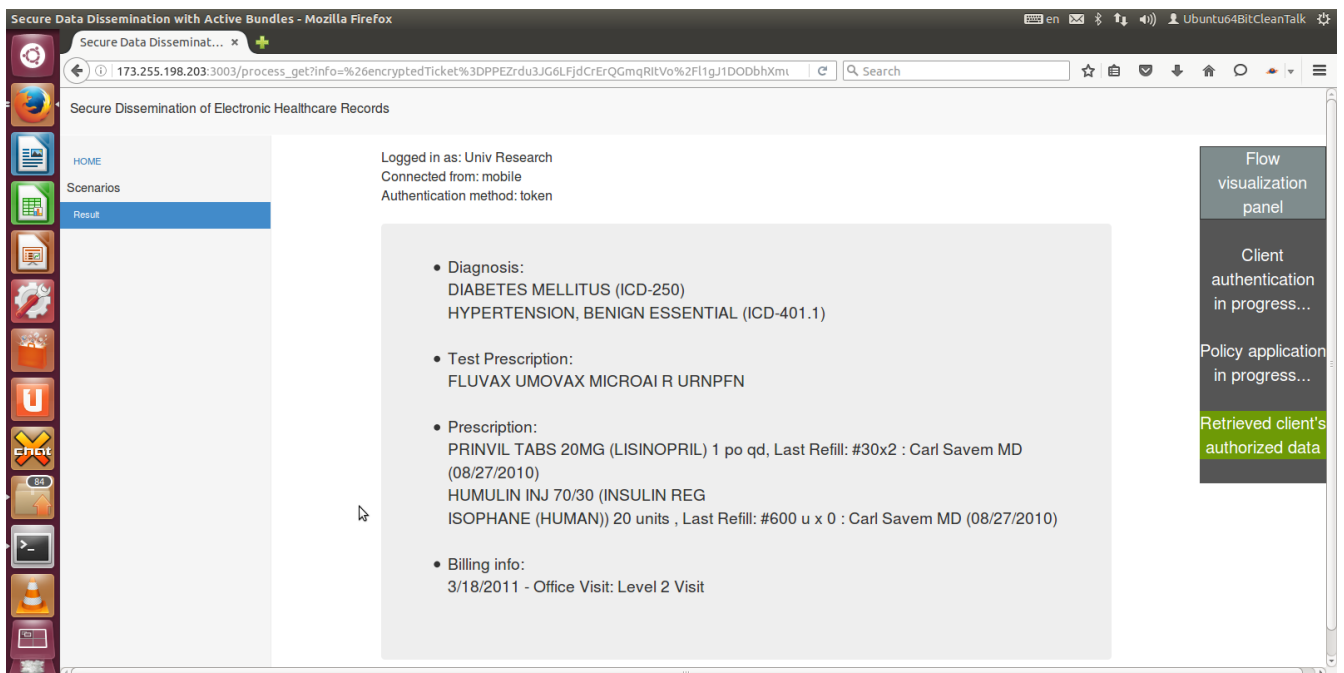 Secure Data Dissemination with Active Bundles - Mozilla Firefox
en
Ubuntu64BitCleanTalk
Secure Data Disseminat...
173.255.198.203:3003/process_get?info=%26encryptedTicket%3DPPEZrdu3JG6LFjdCrErQGmqRItVo%2Fl1gJ1DODbhXmu
Search
Secure Dissemination of Electronic Healthcare Records
HOME
Scenarios
Result
Logged in as: Univ Research
Connected from: mobile
Authentication method: token
• Diagnosis:
DIABETES MELLITUS (ICD-250)
HYPERTENSION, BENIGN ESSENTIAL (ICD-401.1)
• Test Prescription:
FLUVAX UMOVAX MICROAI R URNPFN
• Prescription:
PRINVIL TABS 20MG (LISINOPRIL) 1 po qd, Last Refill: #30x2 : Carl Savem MD
(08/27/2010)
HUMULIN INJ 70/30 (INSULIN REG
ISOPHANE (HUMAN)) 20 units , Last Refill: #600 u x 0 : Carl Savem MD (08/27/2010)
• Billing info:
3/18/2011 - Office Visit: Level 2 Visit
Flow
visualization
panel
Client
authentication
in progress...
Policy application
in progress...
Retrieved client's
authorized data
chat
84